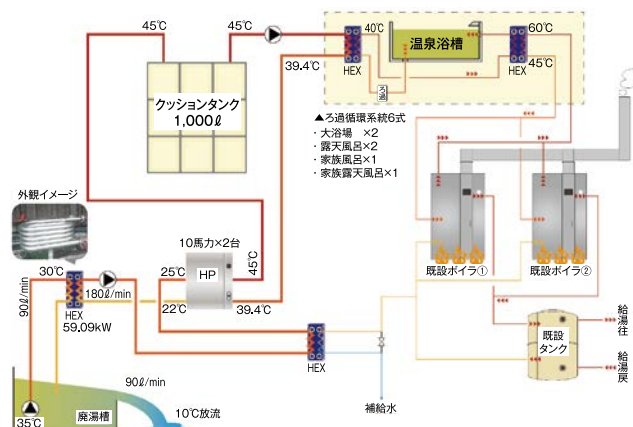 45℃
45℃
40℃
温泉浴槽
60℃
39.4℃
HEX
ろ過
HEX
45℃
クッションタンク
1,000ℓ
▲ろ過循環系統6式
・大浴場 ×2
・露天風呂×2
・家族風呂×1
・家族露天風呂×1
外観イメージ
10馬力×2台
HP
45℃
30℃
25℃
既設ボイラ①
既設ボイラ②
90ℓ/min
180ℓ/min
22℃
39.4℃
HEX
59.09kW
HEX
既設
タンク
給湯往
給湯戻
90ℓ/min
補給水
廃湯槽
10℃放流
35℃